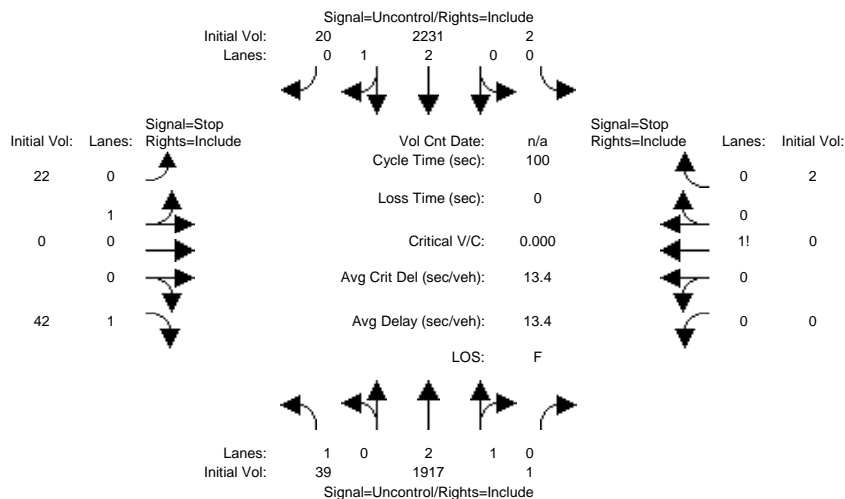 Signal=Uncontrol/Rights=Include
Initial Vol: 20 2231 2
Lanes: 0 1 2 0 0
Signal=Stop
Initial Vol: Lanes: Rights=Include
Vol Cnt Date: n/a
Signal=Stop
Rights=Include Lanes: Initial Vol:
Cycle Time (sec): 100
22 0
0 2
Loss Time (sec): 0
1
0
0 0
Critical V/C: 0.000
1! 0
0
Avg Crit Del (sec/veh): 13.4
0
42 1
Avg Delay (sec/veh): 13.4
0 0
LOS: F
Lanes: 1 0 2 1 0
Initial Vol: 39 1917 1
Signal=Uncontrol/Rights=Include